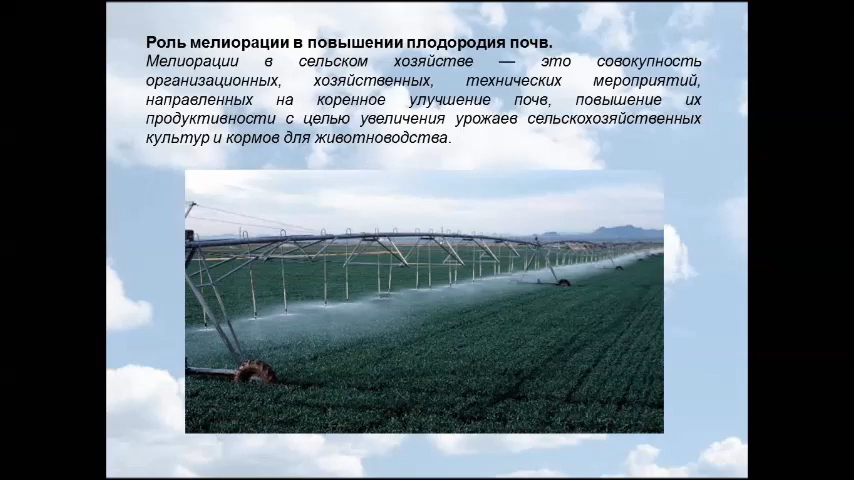 Роль мелиорации в повышении плодородия почв.
Мелиорации в сельском хозяйстве — это совокупность
организационных, хозяйственных, технических мероприятий,
направленных на коренное улучшение почв, повышение их
продуктивности с целью увеличения урожаев сельскохозяйственных
культур и кормов для животноводства.